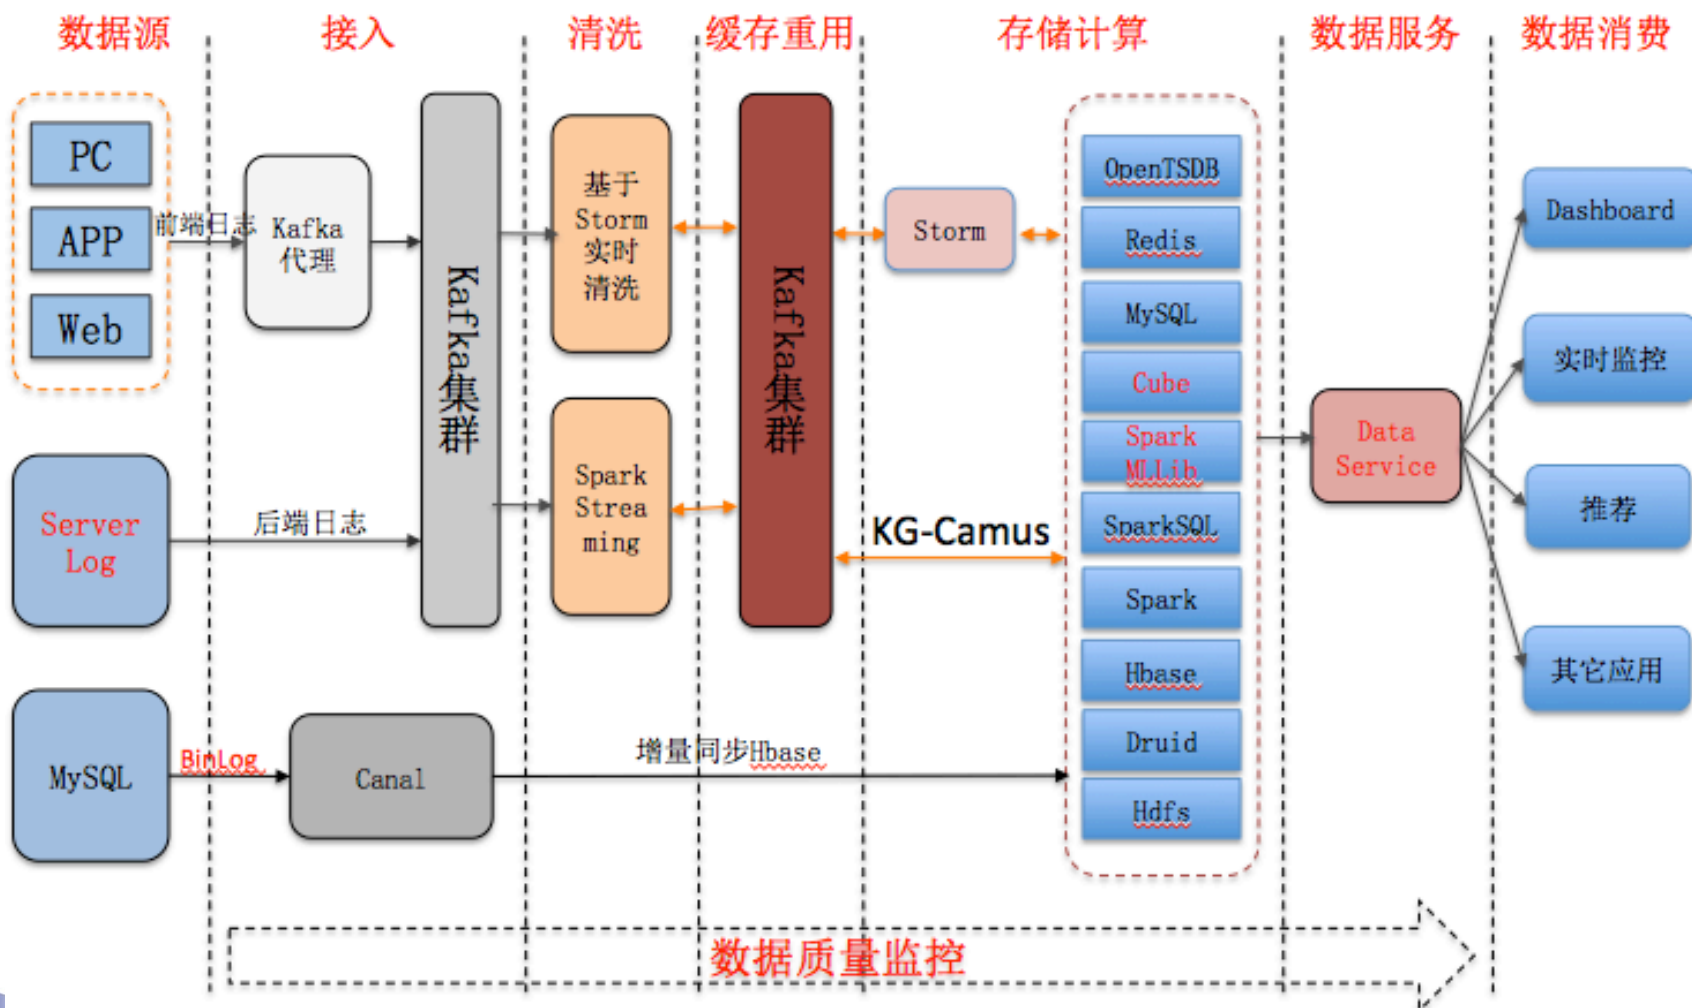 数据源
接入
清洗
缓存重用
存储计算
数据服务
数据消费
PC
APP
Web
前端日志
Kafka
代理
Kafka集群
基于
Storm
实时
清洗
Kafka集群
Storm
OpenTSDB
Redis
MySQL
Cube
Spark
MLLib
SparkSQL
Spark
Hbase
Druid
Hdfs
Data
Service
Dashboard
实时监控
推荐
其它应用
Server
Log
后端日志
Spark
Strea
ming
KG-Camus
MySQL
BinLog
Canal
增量同步Hbase
数据质量监控